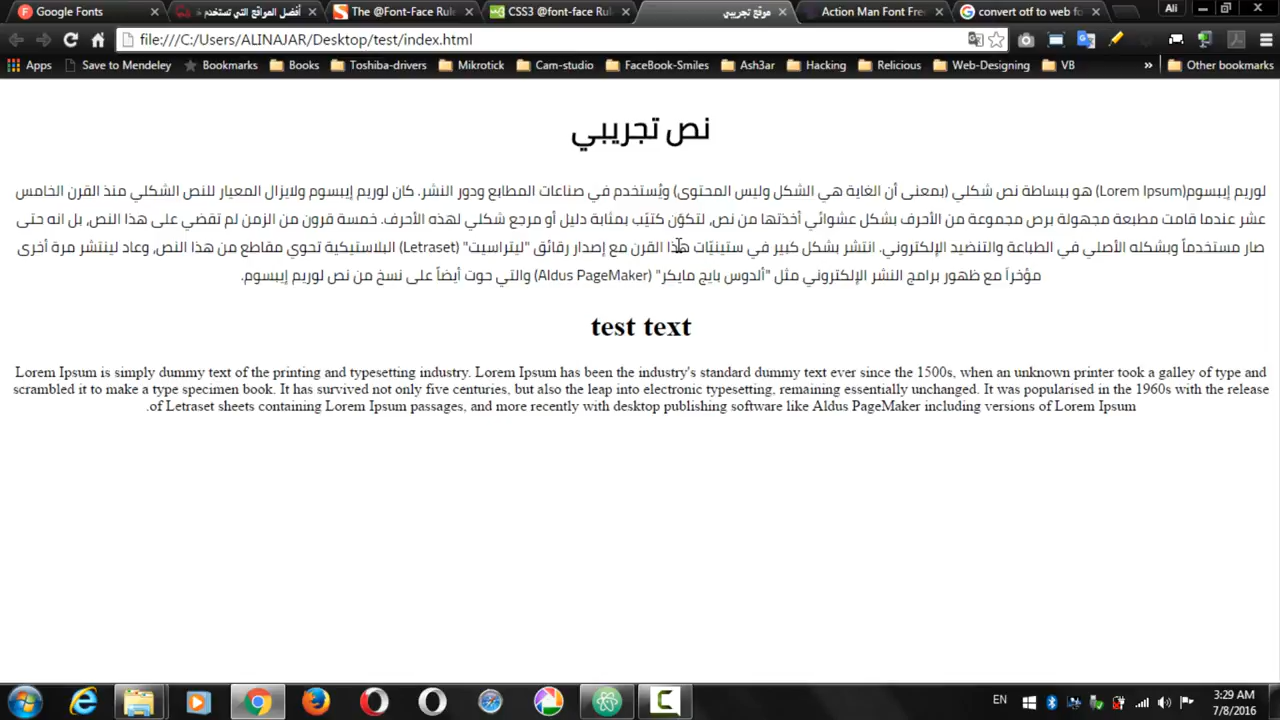 Google Fonts
أفضل المواقع التي تستخدم
The @Font-Face Rul
CSS3 @font-face Rul
موقع تجريبي
Action Man Font Fre
convert otf to web fo
Ali
file:///C:/Users/ALINAJAR/Desktop/test/index.html
Apps
Save to Mendeley
Bookmarks
Books
Toshiba-drivers
Mikrotick
Cam-studio
FaceBook-Smiles
Ash3ar
Hacking
Relicious
Web-Designing
VB
»
Other bookmarks
نص تجريبي
لوريم إيبسوم(Lorem Ipsum) هو ببساطة نص شكلي (بمعنى أن الغاية هي الشكل وليس المحتوى) ويُستخدم في صناعات المطابع ودور النشر. كان لوريم إيبسوم ولايزال المعيار للنص الشكلي منذ القرن الخامس
عشر عندما قامت مطبعة مجهولة برص مجموعة من الأحرف بشكل عشوائي أخذتها من نص، لتكوّن كتيّب بمثابة دليل أو مرجع شكلي لهذه الأحرف. خمسة قرون من الزمن لم تقضي على هذا النص، بل انه حتى
صار مستخدماً وبشكله الأصلي في الطباعة والتنضيد الإلكتروني. انتشر بشكل كبير في ستينيّات هذا القرن مع إصدار رقائق "ليتراسيت" (Letraset) البلاستيكية تحوي مقاطع من هذا النص، وعاد لينتشر مرة أخرى
مؤخراَ مع ظهور برامج النشر الإلكتروني مثل "ألدوس بايج مايكر" (Aldus PageMaker) والتي حوت أيضاً على نسخ من نص لوريم إيبسوم.
test text
Lorem Ipsum is simply dummy text of the printing and typesetting industry. Lorem Ipsum has been the industry's standard dummy text ever since the 1500s, when an unknown printer took a galley of type and
scrambled it to make a type specimen book. It has survived not only five centuries, but also the leap into electronic typesetting, remaining essentially unchanged. It was popularised in the 1960s with the release
.of Letraset sheets containing Lorem Ipsum passages, and more recently with desktop publishing software like Aldus PageMaker including versions of Lorem Ipsum
EN
3:29 AM
7/8/2016